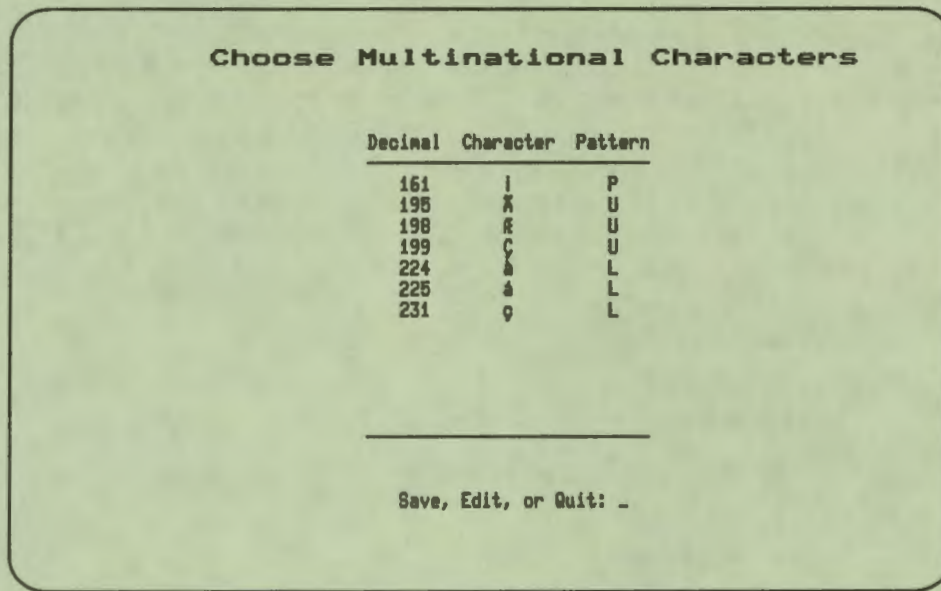 Choose Multinational Characters
Decimal Character Pattern
161 ¡ P
195 Ã U
198 Æ U
199 Ç U
224 à L
225 á L
231 ç L
Save, Edit, or Quit: _